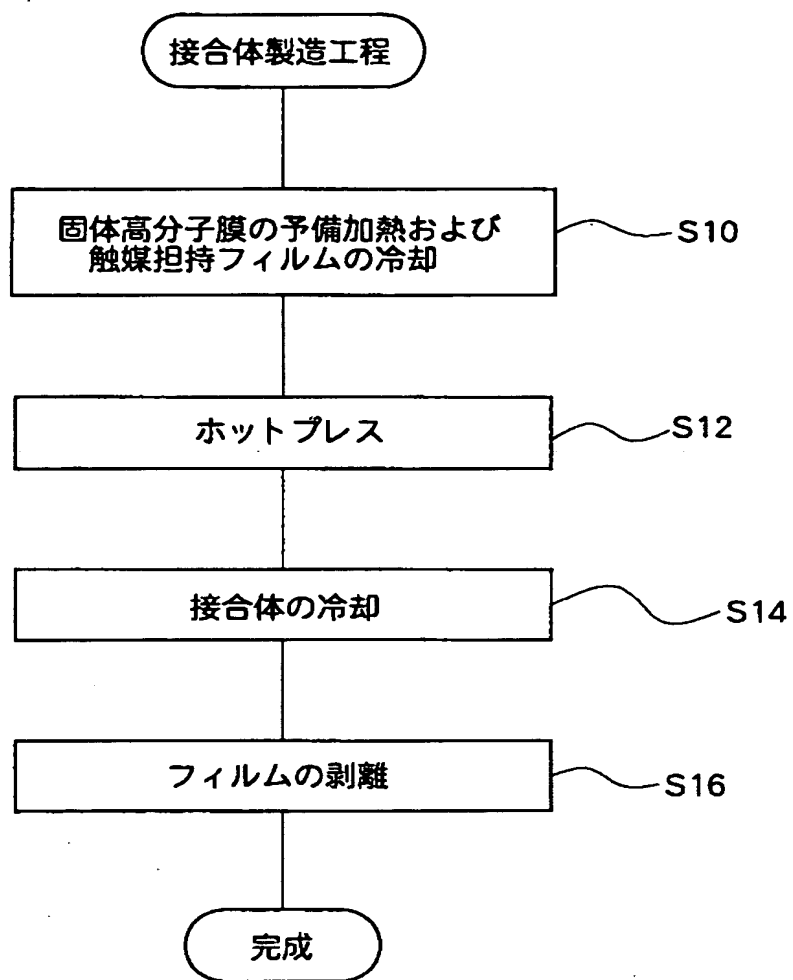 接合体製造工程
固体高分子膜の予備加熱および
触媒担持フィルムの冷却
S10
ホットプレス
S12
接合体の冷却
S14
フィルムの剥離
S16
完成